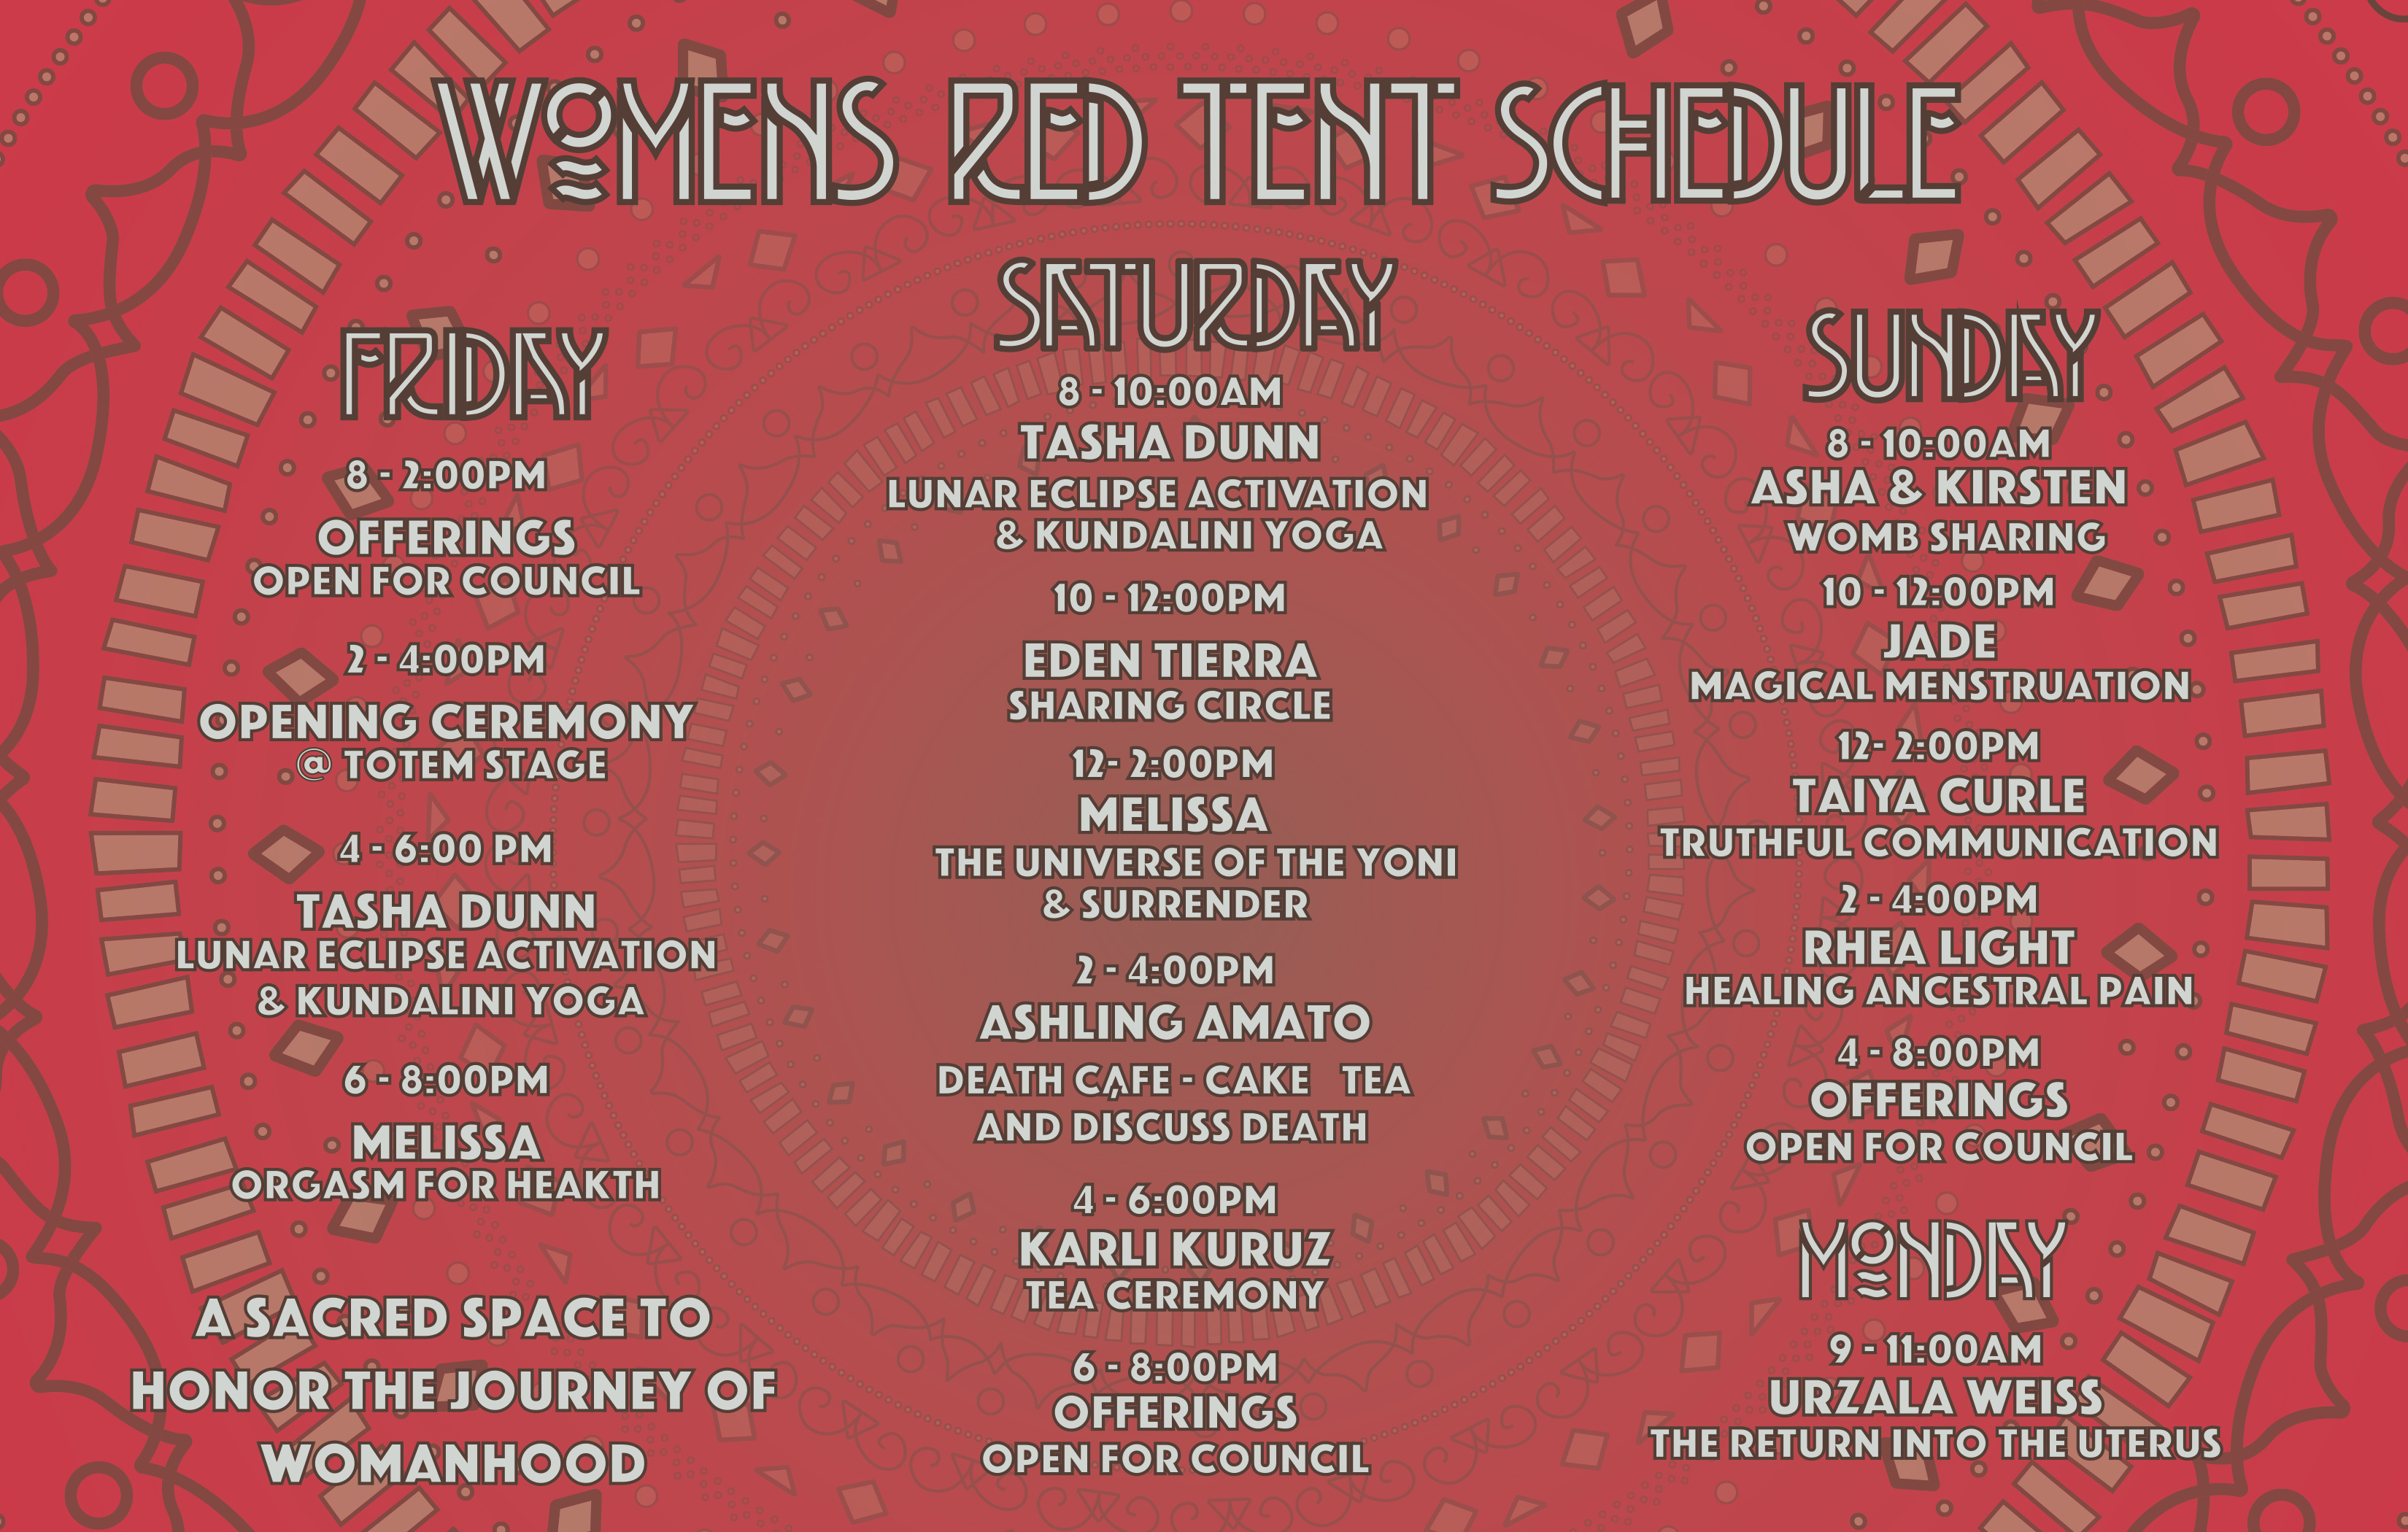 WOMENS RED TENT SCHEDULE
FRIDAY
8 - 2:00PM
OFFERINGS
OPEN FOR COUNCIL
2 - 4:00PM
OPENING CEREMONY
@ TOTEM STAGE
4 - 6:00 PM
TASHA DUNN
LUNAR ECLIPSE ACTIVATION
& KUNDALINI YOGA
6 - 8:00PM
MELISSA
ORGASM FOR HEAKTH
A SACRED SPACE TO
HONOR THE JOURNEY OF
WOMANHOOD
SATURDAY
8 - 10:00AM
TASHA DUNN
LUNAR ECLIPSE ACTIVATION
& KUNDALINI YOGA
10 - 12:00PM
EDEN TIERRA
SHARING CIRCLE
12- 2:00PM
MELISSA
THE UNIVERSE OF THE YONI
& SURRENDER
2 - 4:00PM
ASHLING AMATO
DEATH CAFE - CAKE , TEA
AND DISCUSS DEATH
4 - 6:00PM
KARLI KURUZ
TEA CEREMONY
6 - 8:00PM
OFFERINGS
OPEN FOR COUNCIL
SUNDAY
8 - 10:00AM
ASHA & KIRSTEN
WOMB SHARING
10 - 12:00PM
JADE
MAGICAL MENSTRUATION
12- 2:00PM
TAIYA CURLE
TRUTHFUL COMMUNICATION
2 - 4:00PM
RHEA LIGHT
HEALING ANCESTRAL PAIN
4 - 8:00PM
OFFERINGS
OPEN FOR COUNCIL
MONDAY
9 - 11:00AM
URZALA WEISS
THE RETURN INTO THE UTERUS